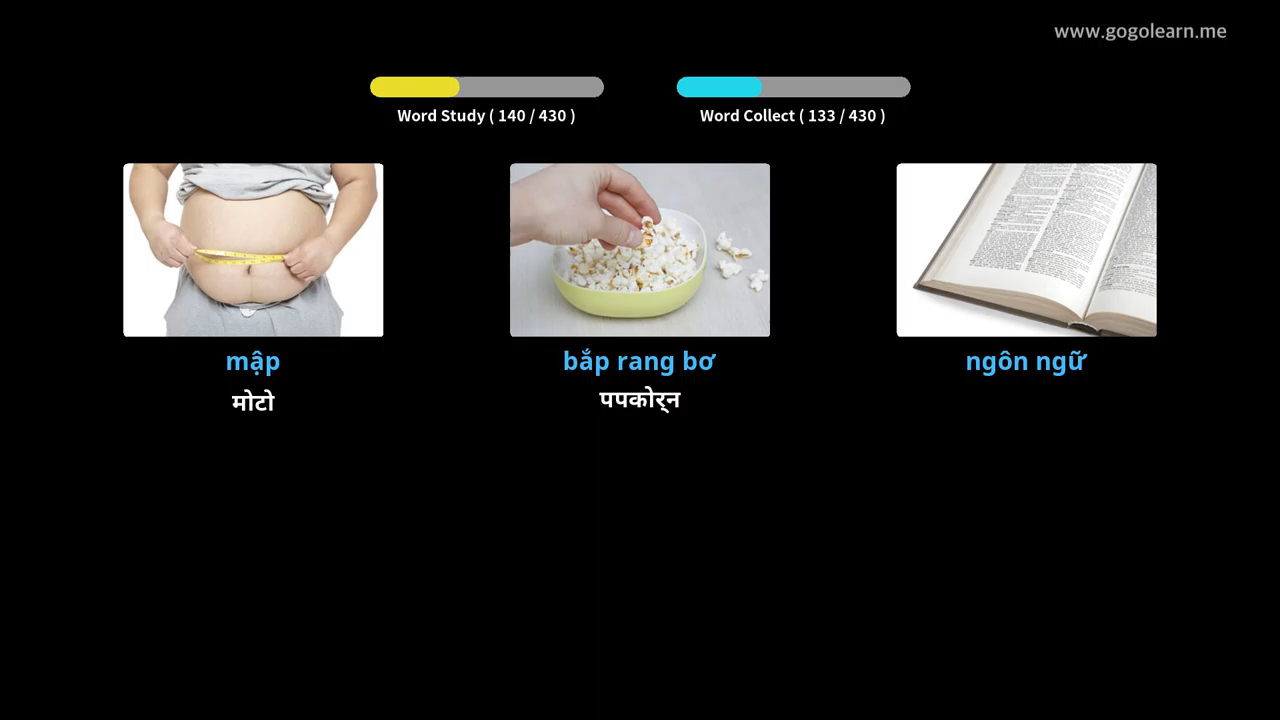 www.gogolearn.me
Word Study ( 140 / 430 )
Word Collect ( 133 / 430 )
mập
bắp rang bơ
ngôn ngữ
मोटो
पपकोर्‍न